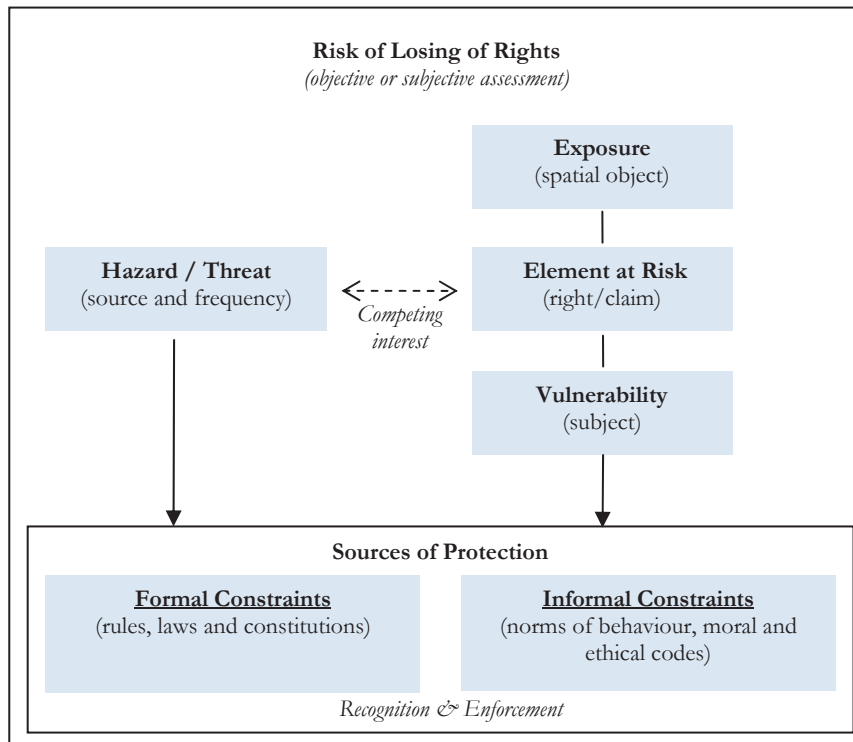 Risk of Losing of Rights
(objective or subjective assessment)
Exposure
(spatial object)
Hazard / Threat
(source and frequency)
Competing
interest
Element at Risk
(right/claim)
Vulnerability
(subject)
Sources of Protection
Formal Constraints
(rules, laws and constitutions)
Informal Constraints
(norms of behaviour, moral and
ethical codes)
Recognition & Enforcement